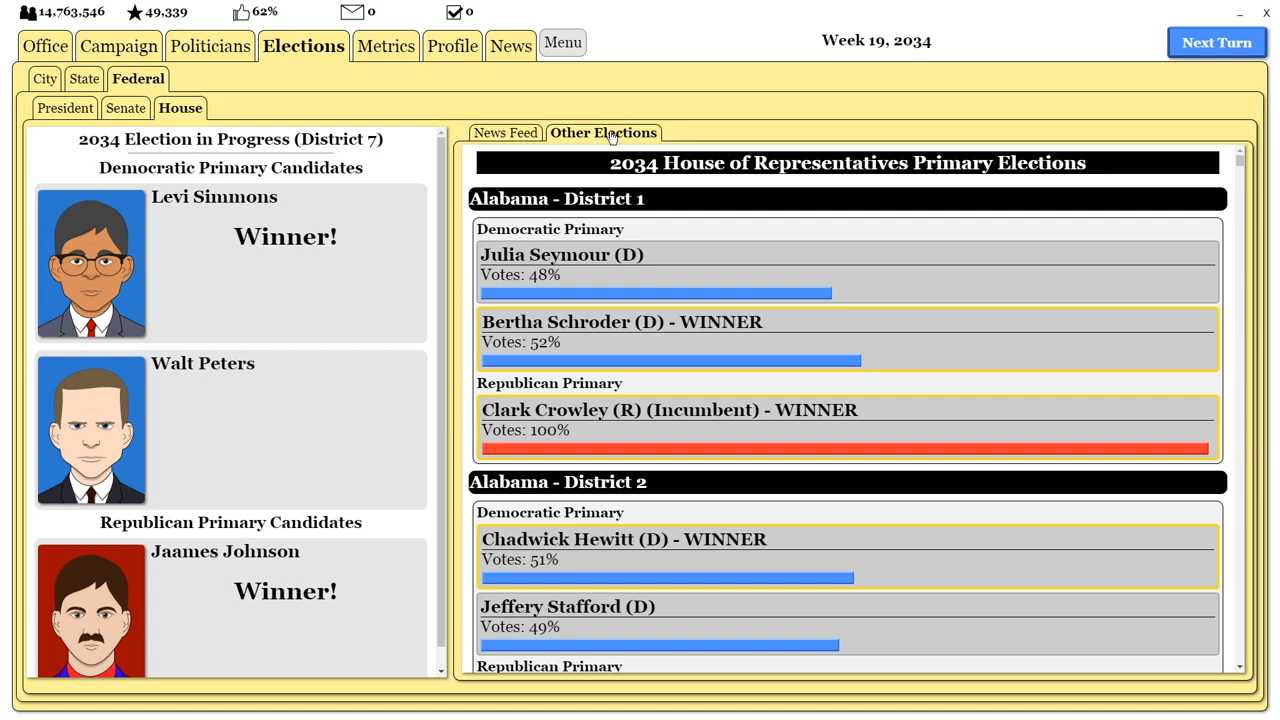 14,763,546 49,339 62% 0 0 _ X
Office Campaign Politicians Elections Metrics Profile News Menu Week 19, 2034 Next Turn
City State Federal
President Senate House
2034 Election in Progress (District 7)
Democratic Primary Candidates
Levi Simmons
Winner!
Walt Peters
Republican Primary Candidates
Jaames Johnson
Winner!
News Feed Other Elections
2034 House of Representatives Primary Elections
Alabama - District 1
Democratic Primary
Julia Seymour (D)
Votes: 48%
Bertha Schroder (D) - WINNER
Votes: 52%
Republican Primary
Clark Crowley (R) (Incumbent) - WINNER
Votes: 100%
Alabama - District 2
Democratic Primary
Chadwick Hewitt (D) - WINNER
Votes: 51%
Jeffery Stafford (D)
Votes: 49%
Republican Primary